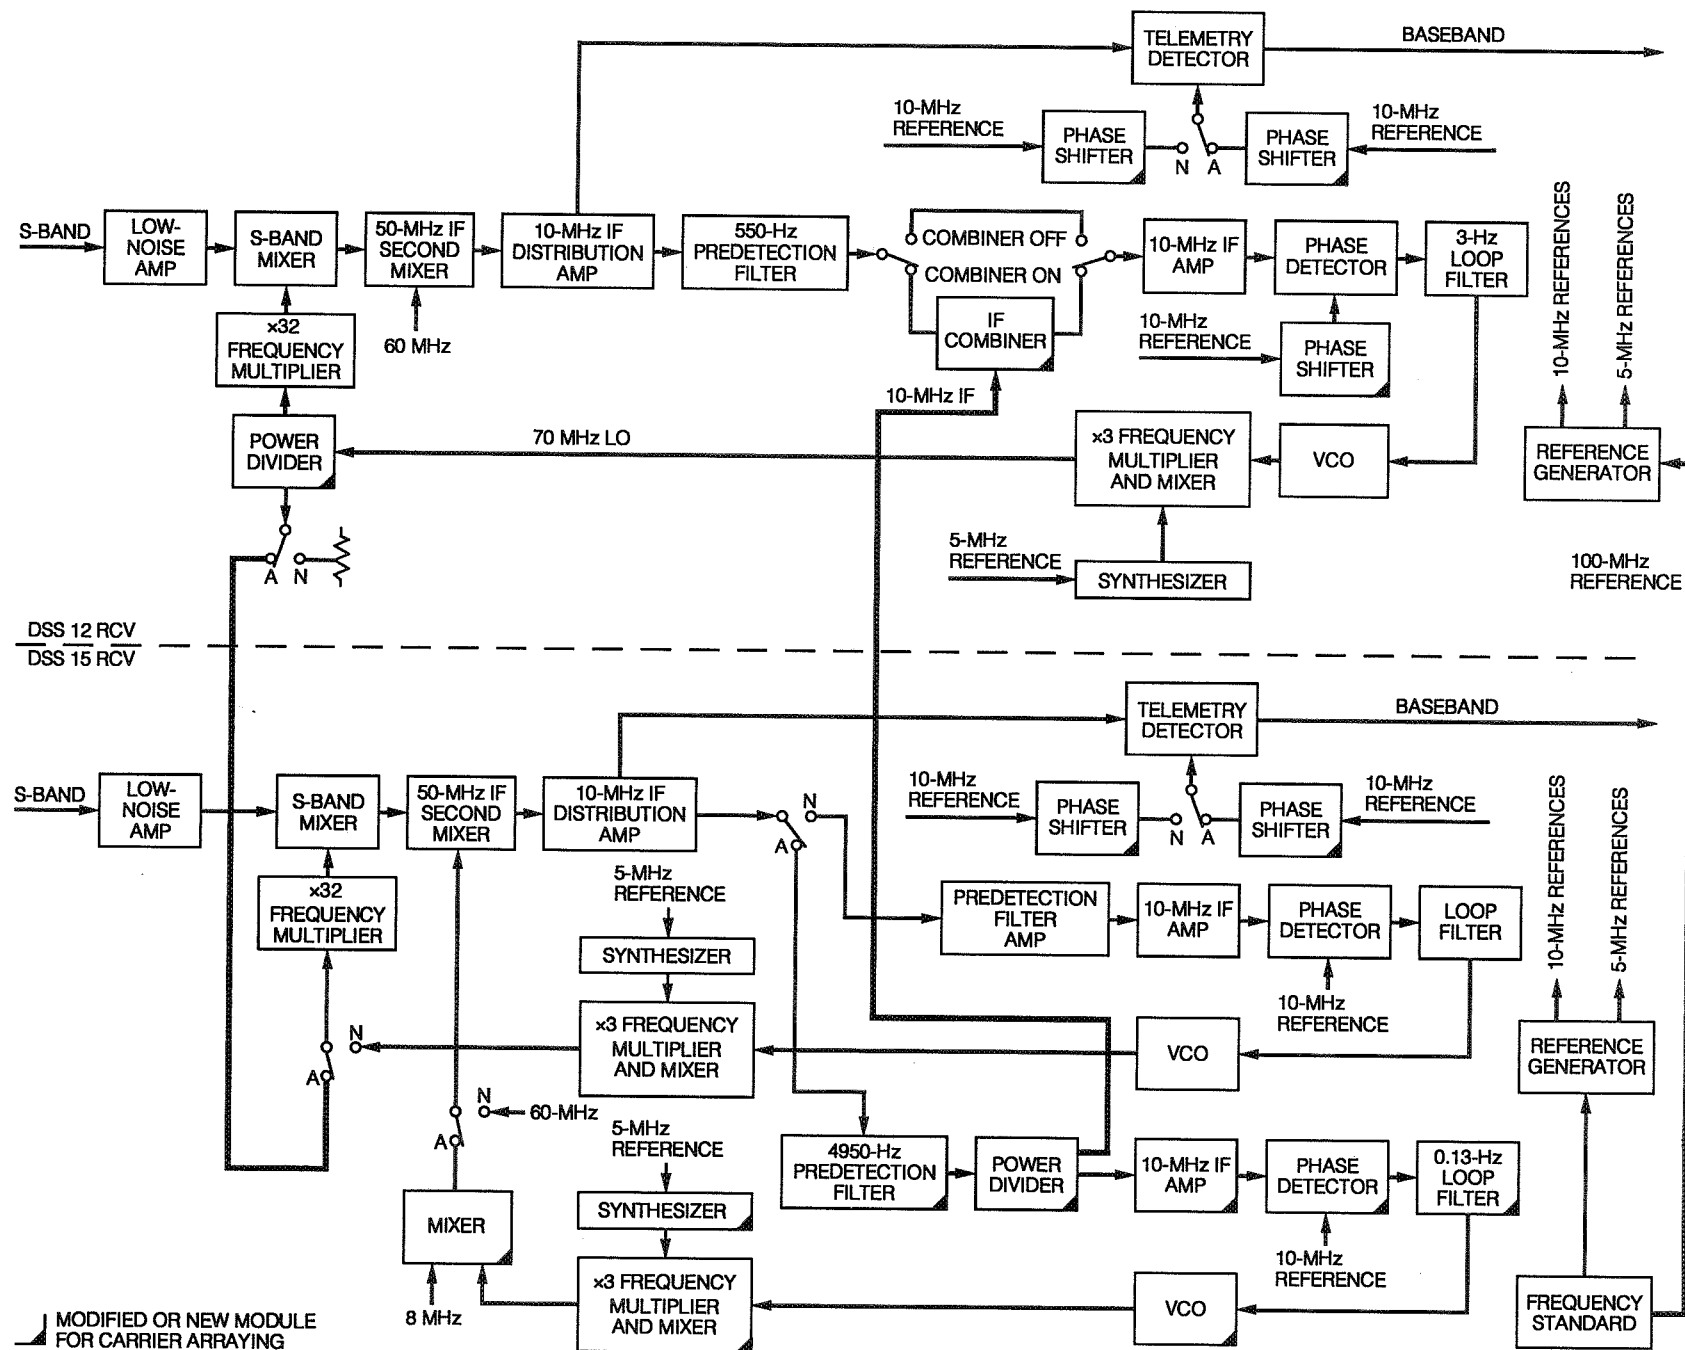 TELEMETRY
DETECTOR
BASEBAND
10-MHz
REFERENCE
PHASE
SHIFTER
N
A
PHASE
SHIFTER
10-MHz
REFERENCE
S-BAND
LOW-
NOISE
AMP
S-BAND
MIXER
50-MHz IF
SECOND
MIXER
10-MHz IF
DISTRIBUTION
AMP
550-Hz
PREDETECTION
FILTER
COMBINER OFF
COMBINER ON
IF
COMBINER
10-MHz IF
AMP
PHASE
DETECTOR
3-Hz
LOOP
FILTER
10-MHz REFERENCES
5-MHz REFERENCES
×32
FREQUENCY
MULTIPLIER
60 MHz
10-MHz
REFERENCE
PHASE
SHIFTER
10-MHz IF
POWER
DIVIDER
70 MHz LO
×3 FREQUENCY
MULTIPLIER
AND MIXER
VCO
REFERENCE
GENERATOR
A
N
5-MHz
REFERENCE
SYNTHESIZER
100-MHz
REFERENCE
DSS 12 RCV
DSS 15 RCV
TELEMETRY
DETECTOR
BASEBAND
S-BAND
LOW-
NOISE
AMP
S-BAND
MIXER
50-MHz IF
SECOND
MIXER
10-MHz IF
DISTRIBUTION
AMP
N
A
10-MHz
REFERENCE
PHASE
SHIFTER
N
A
PHASE
SHIFTER
10-MHz
REFERENCE
10-MHz REFERENCES
5-MHz REFERENCES
×32
FREQUENCY
MULTIPLIER
5-MHz
REFERENCE
SYNTHESIZER
PREDETECTION
FILTER
AMP
10-MHz IF
AMP
PHASE
DETECTOR
LOOP
FILTER
10-MHz
REFERENCE
N
A
×3 FREQUENCY
MULTIPLIER
AND MIXER
VCO
REFERENCE
GENERATOR
N
60-MHz
A
5-MHz
REFERENCE
4950-Hz
PREDETECTION
FILTER
POWER
DIVIDER
10-MHz IF
AMP
PHASE
DETECTOR
0.13-Hz
LOOP
FILTER
MIXER
SYNTHESIZER
10-MHz
REFERENCE
8 MHz
×3 FREQUENCY
MULTIPLIER
AND MIXER
VCO
FREQUENCY
STANDARD
MODIFIED OR NEW MODULE
FOR CARRIER ARRAYING